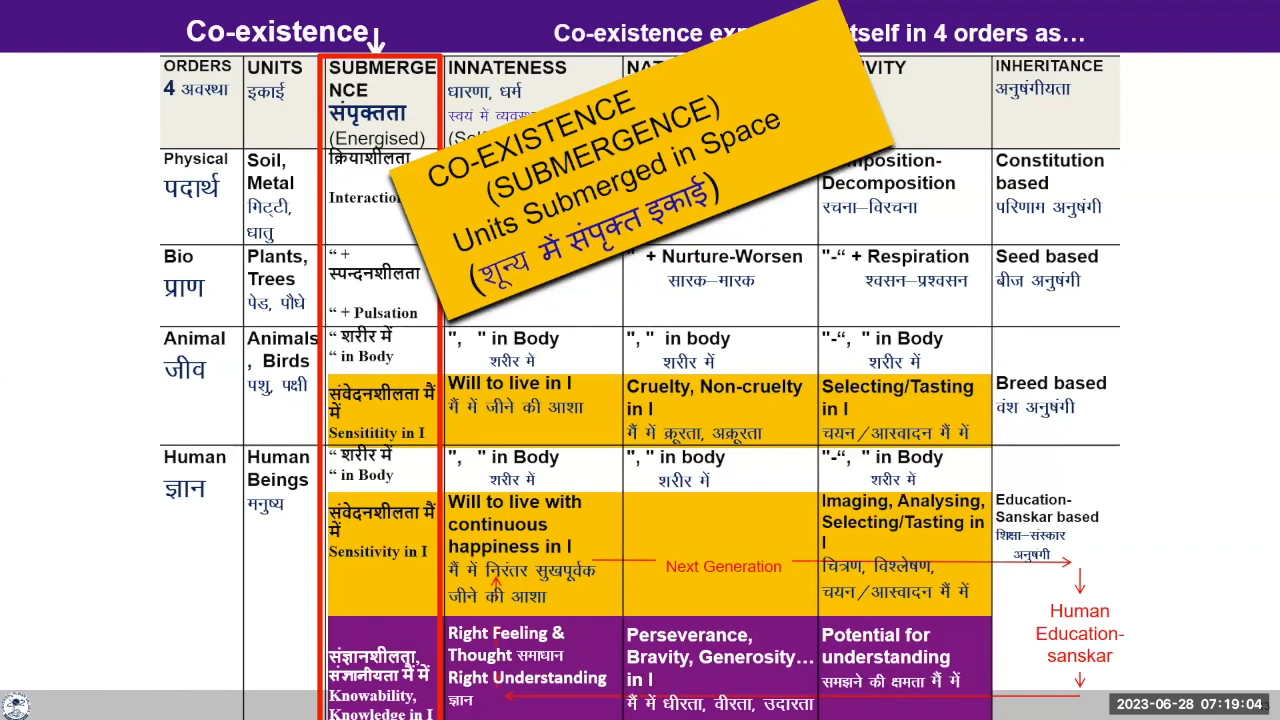 Co-existence
Co-existence itself in 4 orders as…
ORDERS
4 अवस्था
UNITS
इकाई
SUBMERGE
NCE
संपृक्तता
(Energised)
INNATENESS
धारणा, धर्म
INHERITANCE
अनुषंगीयता
CO-EXISTENCE
(SUBMERGENCE)
Units Submerged in Space
(शून्य में संपृक्त इकाई)
Physical
पदार्थ
Soil,
Metal
मिट्टी,
धातु
क्रियाशीलता
Decomposition
रचना–विरचना
Constitution
based
परिणाम अनुषंगी
Bio
प्राण
Plants,
Trees
पेड, पौधे
“ +
स्पन्दनशीलता
“ + Pulsation
" + Nurture-Worsen
सारक–मारक
"-“ + Respiration
श्वसन–प्रश्वसन
Seed based
बीज अनुषंगी
Animal
जीव
Animals
, Birds
पशु, पक्षी
“ शरीर में
“ in Body
", " in Body
शरीर में
", " in body
शरीर में
"-“, " in Body
शरीर में
संवेदनशीलता मैं
में
Sensititity in I
Will to live in I
मैं में जीने की आशा
Cruelty, Non-cruelty
in I
मैं में क्रूरता, अक्रूरता
Selecting/Tasting
in I
चयन/आस्वादन मैं में
Breed based
वंश अनुषंगी
Human
ज्ञान
Human
Beings
मनुष्य
“ शरीर में
“ in Body
", " in Body
शरीर में
", " in body
शरीर में
"-“, " in Body
शरीर में
संवेदनशीलता मैं
में
Sensitivity in I
Will to live with
continuous
happiness in I
मैं में निरंतर सुखपूर्वक
जीने की आशा
Next Generation
Imaging, Analysing,
Selecting/Tasting in
I
चित्रण, विश्लेषण,
चयन/आस्वादन मैं में
Education-
Sanskar based
शिक्षा–संस्कार
अनुषगी
Human
Education-
sanskar
संज्ञानशीलता,
संज्ञानीयता मैं में
Knowability,
Knowledge in I
Right Feeling &
Thought समाधान
Right Understanding
ज्ञान
Perseverance,
Bravity, Generosity…
in I
मैं में धीरता, वीरता, उदारता
Potential for
understanding
समझने की क्षमता मैं में
2023-06-28 07:19:04